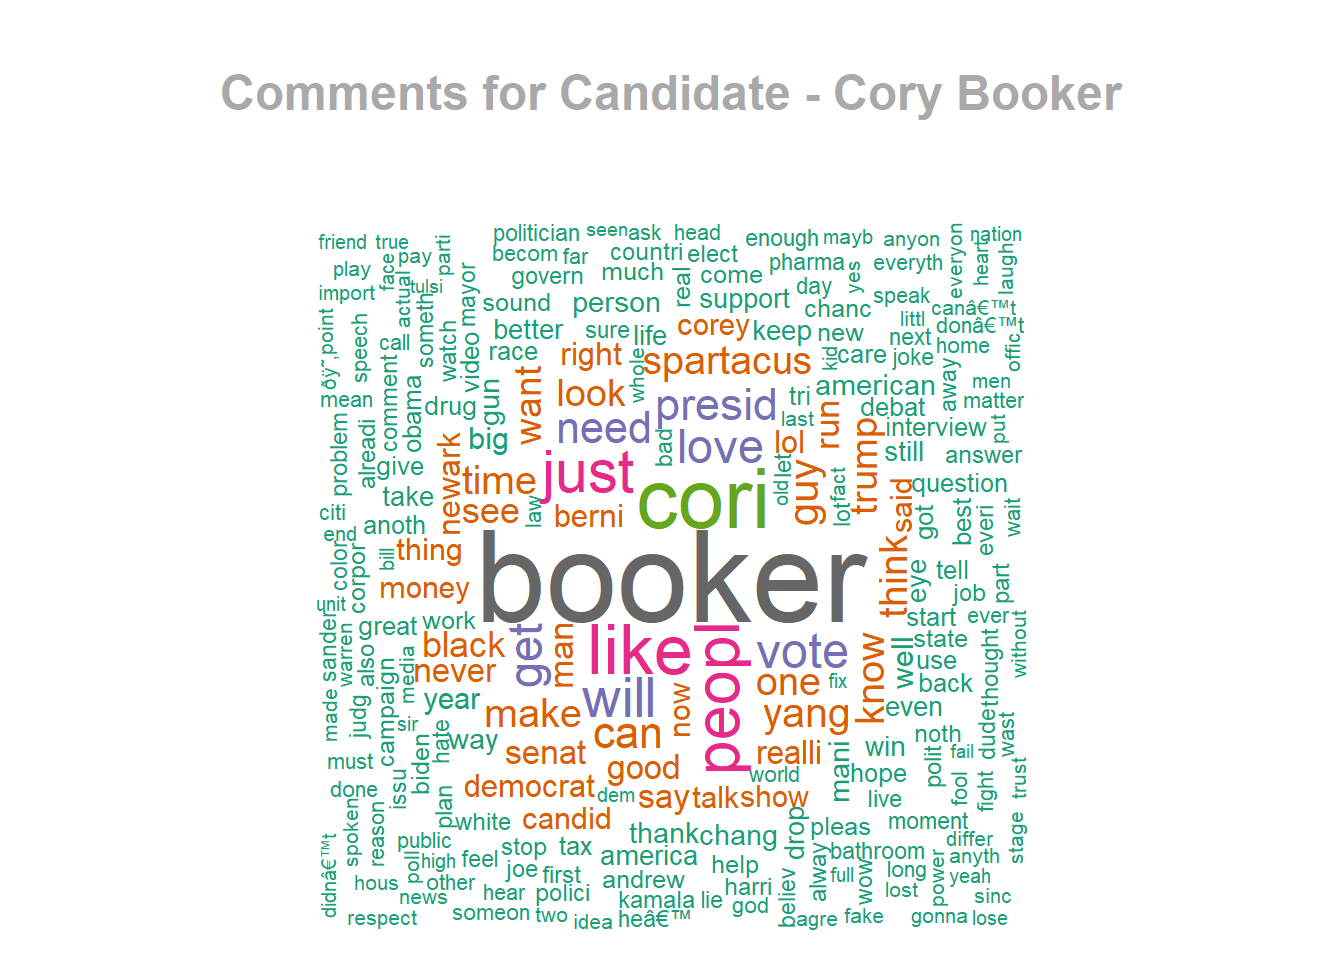 Comments for Candidate - Cory Booker
friend true
politician seen ask head enough mayb anyon nation
play face pay parti becom far countri elect pharma yes everyth everyon heart laugh
import actual tulsi mayor govern much real come day speak
someth sound person support chanc littl canâ€™t
point speech call watch video better sure life corey keep new next donâ€™t
race right whole spartacus kid care joke home offic
mean comment obama drug gun want look presid tri american away men
need love last debat matter
problem alreadi give big bad lol run interview put
newark time just old let guy trump still answer
take see law cori lot fact said question
citi anoth berni got best everi wait
end color corpor bill thing booker think eye tell part
unit money job
great work like start ever
made sander warren also media black get man peopl vote know well state use thought without
never back
judg campaign sir year will now one fix even dude wast
hate make can yang noth
must issu biden way senat good realli mani win polit fail
done plan democrat dem world hope fool fight trust
say talk show live
spoken reason white candid thank chang drop pleas moment stage
didnâ€™t public stop tax america bathroom differ
poll high feel joe first help believ alway wow long power anyth
hous other andrew harri full yeah
news hear polici kamala lie god lost sinc
respect someon two idea heâ€™ agre fake gonna lose